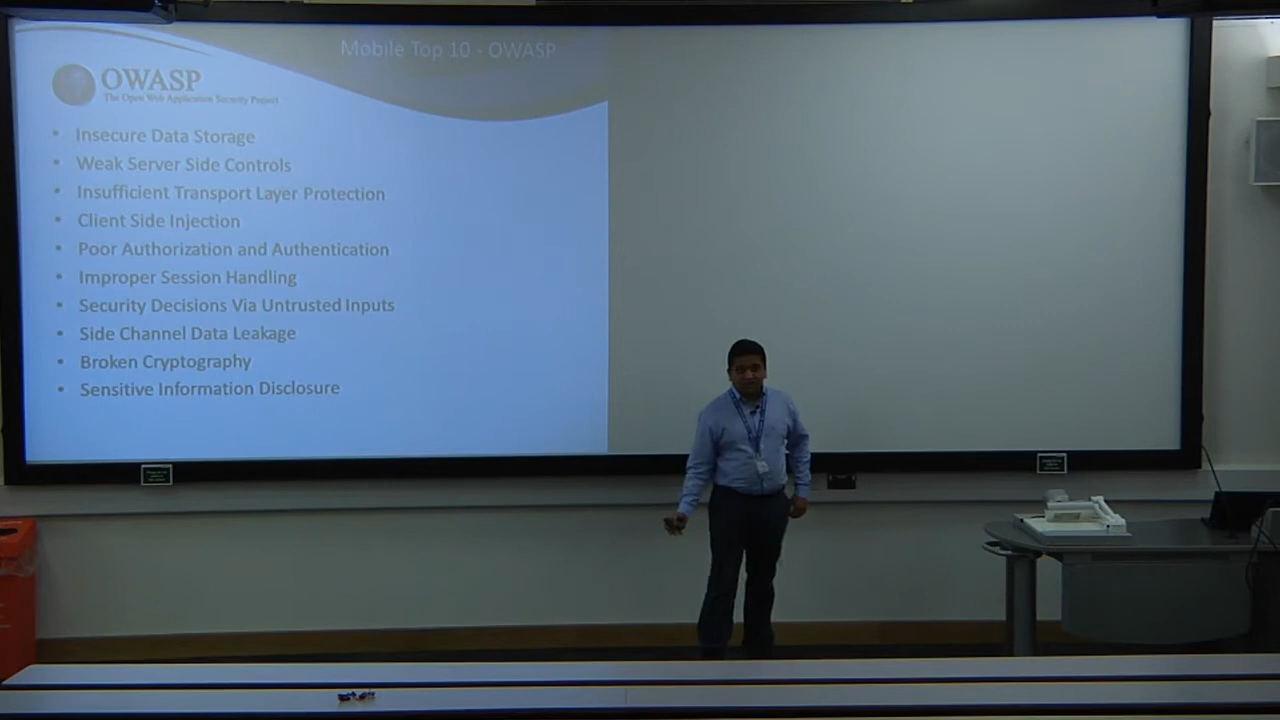 Mobile Top 10 - OWASP
OWASP
The Open Web Application Security Project
• Insecure Data Storage
• Weak Server Side Controls
• Insufficient Transport Layer Protection
• Client Side Injection
• Poor Authorization and Authentication
• Improper Session Handling
• Security Decisions Via Untrusted Inputs
• Side Channel Data Leakage
• Broken Cryptography
• Sensitive Information Disclosure